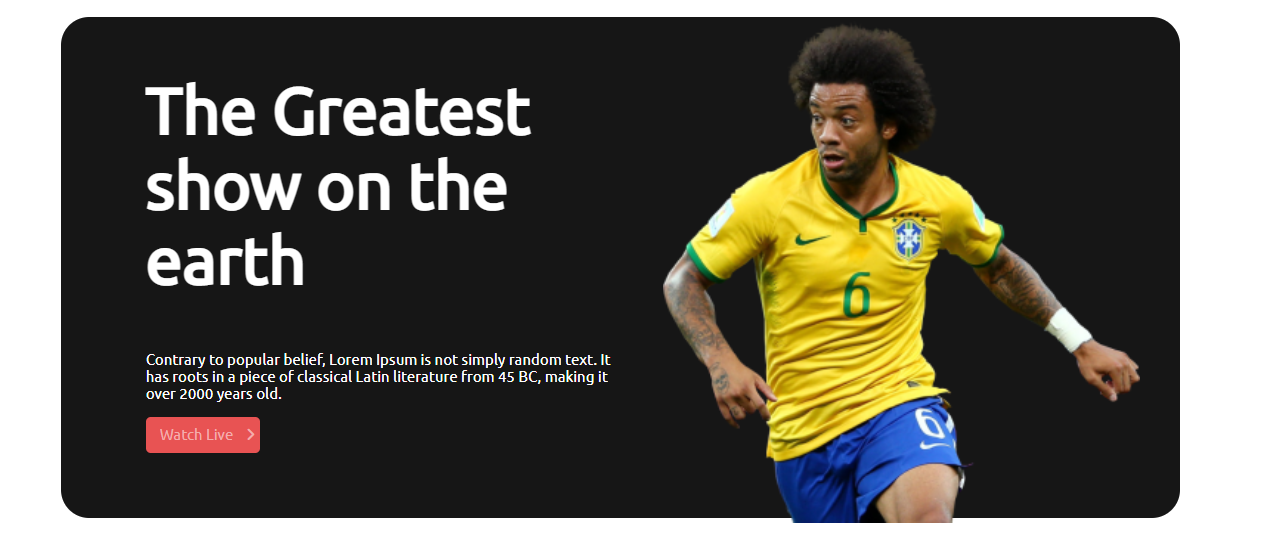 The Greatest
show on the
earth
Contrary to popular belief, Lorem Ipsum is not simply random text. It
has roots in a piece of classical Latin literature from 45 BC, making it
over 2000 years old.
Watch Live
6
6